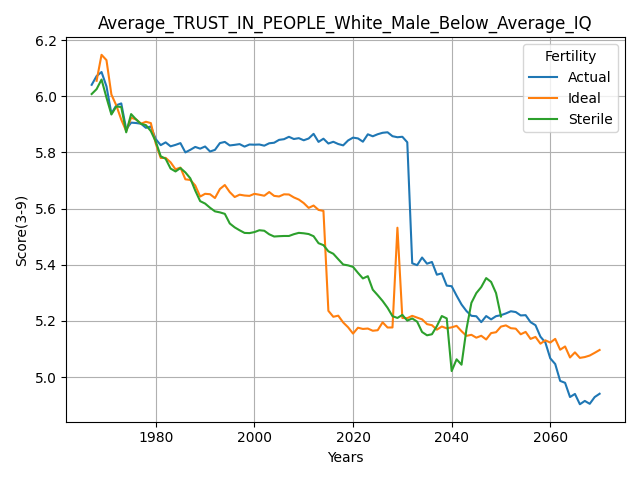 Average_TRUST_IN_PEOPLE_White_Male_Below_Average_IQ
6.2
6.0
5.8
5.6
5.4
5.2
5.0
Score(3-9)
Fertility
Actual
Ideal
Sterile
1980 2000 2020 2040 2060
Years